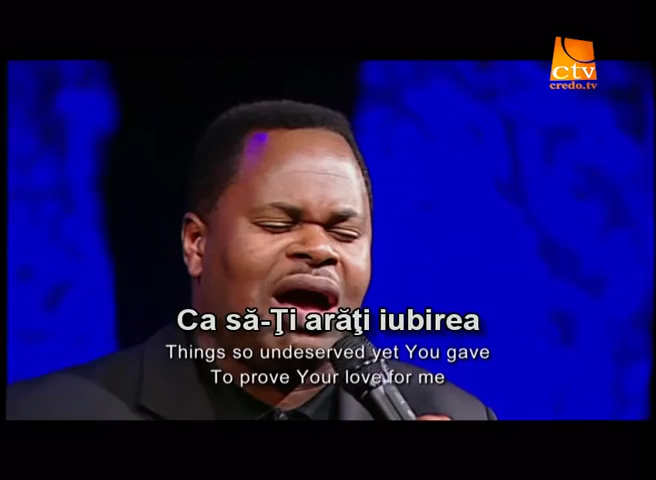 ctv
credo.tv
Ca să-Ţi arăţi iubirea
Things so undeserved yet You gave
To prove Your love for me